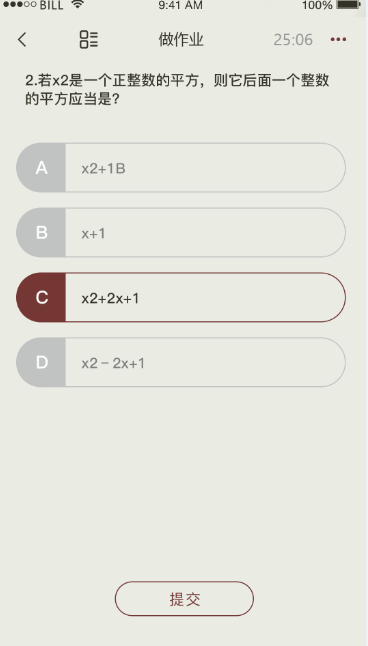 BILL 9:41 AM 100%
做作业 25:06
2.若x2是一个正整数的平方，则它后面一个整数
的平方应当是？
A x2+1B
B x+1
C x2+2x+1
D x2－2x+1
提交